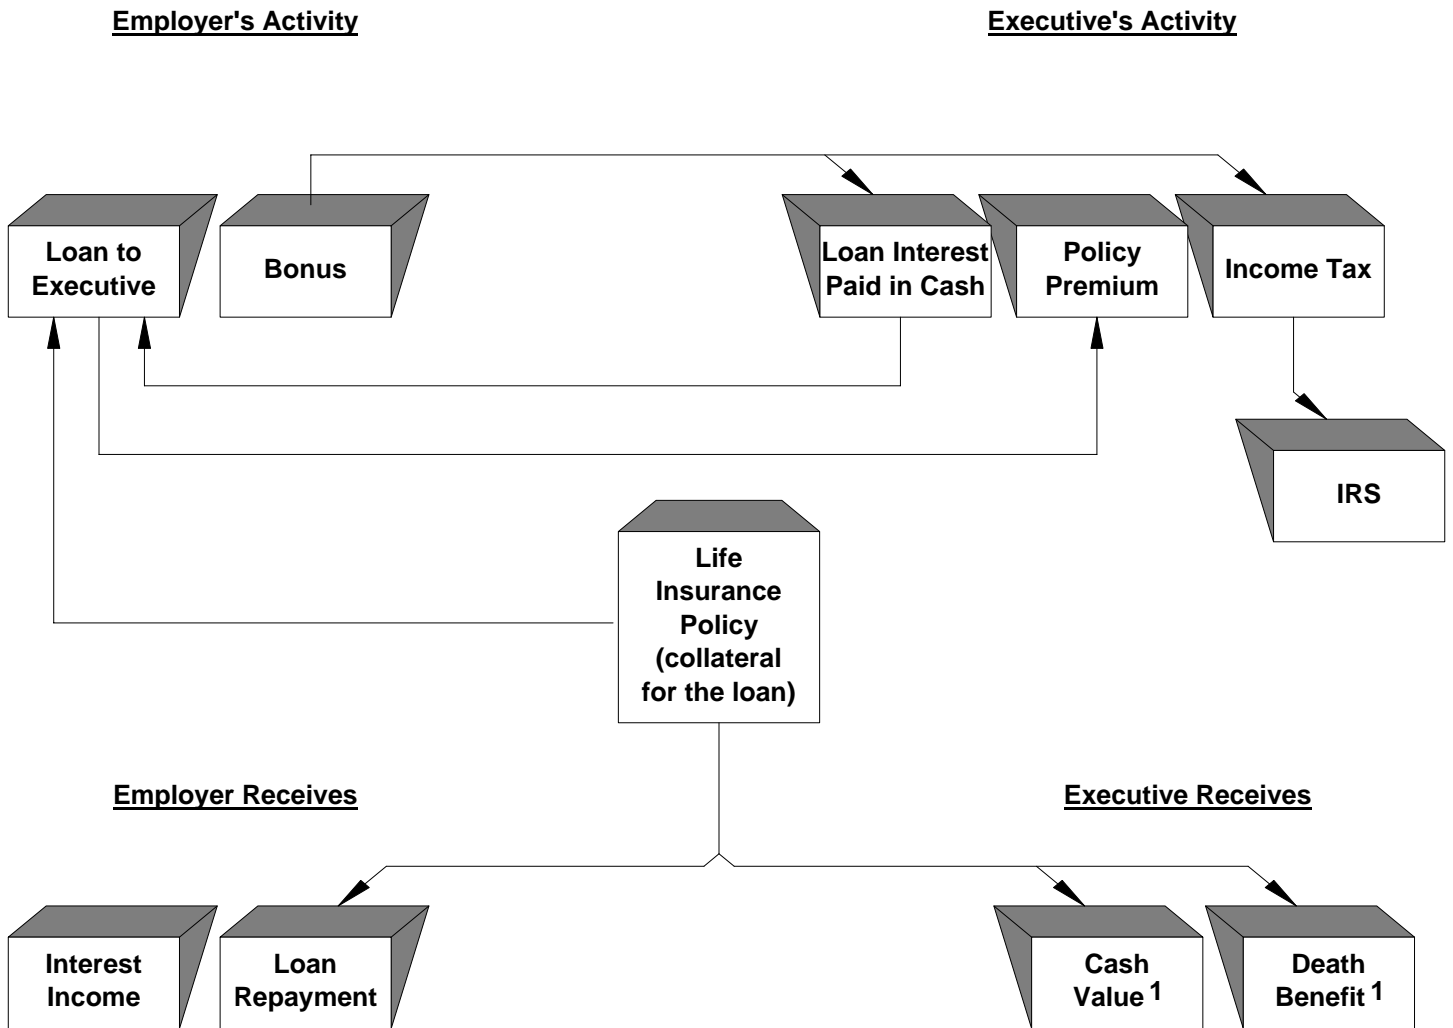 Employer's Activity
Executive's Activity
Loan to
Executive
Bonus
Loan Interest
Paid in Cash
Policy
Premium
Income Tax
IRS
Life
Insurance
Policy
(collateral
for the loan)
Employer Receives
Executive Receives
Interest
Income
Loan
Repayment
Cash
Value 1
Death
Benefit 1